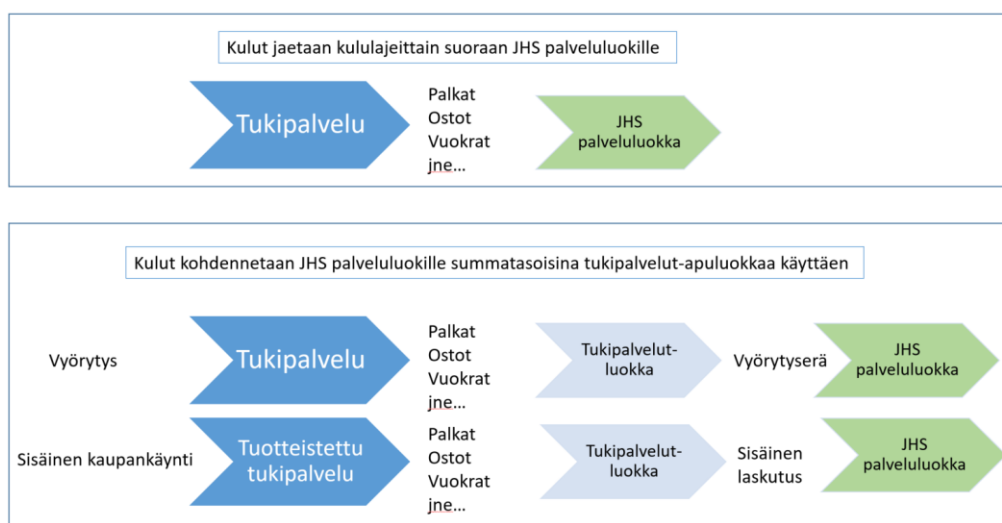 Kulut jaetaan kululajeittain suoraan JHS palveluluokille
Tukipalvelu
Palkat
Ostot
Vuokrat
jne...
JHS
palveluluokka
Kulut kohdennetaan JHS palveluluokille summatasoisina tukipalvelut-apuluokkaa käyttäen
Vyörytys
Tukipalvelu
Palkat
Ostot
Vuokrat
jne...
Tukipalvelut-
luokka
Vyörytyserä
JHS
palveluluokka
Sisäinen kaupankäynti
Tuotteistettu
tukipalvelu
Palkat
Ostot
Vuokrat
jne...
Tukipalvelut-
luokka
Sisäinen
laskutus
JHS
palveluluokka